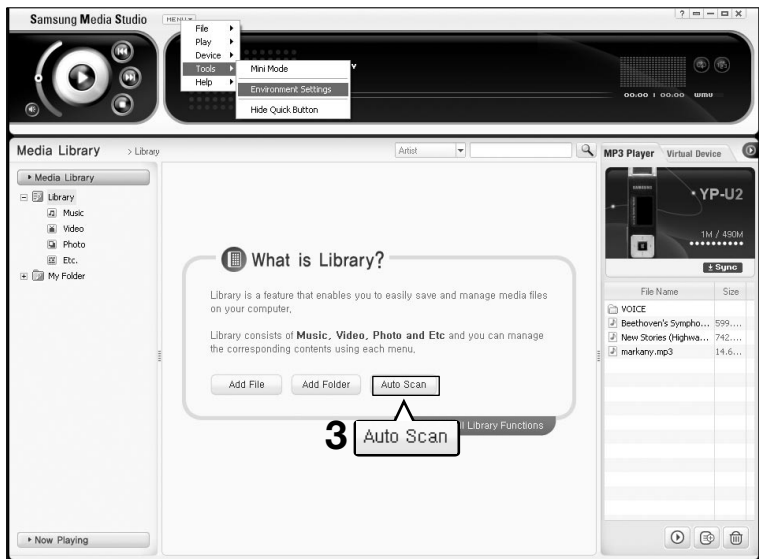 Samsung Media Studio
MENU
? X
File
Play
Device
Tools
Help
Mini Mode
Environment Settings
Hide Quick Button
00:00 | 00:00 WMV
Media Library > Library
Artist
MP3 Player Virtual Device
Media Library
Library
Music
Video
Photo
Etc.
My Folder
SAMSUNG
YP-U2
1M / 490M
Sync
What is Library?
Library is a feature that enables you to easily save and manage media files
on your computer.
Library consists of Music, Video, Photo and Etc and you can manage
the corresponding contents using each menu.
Add File Add Folder Auto Scan
Library Functions
3 Auto Scan
File Name Size
VOICE
Beethoven's Sympho... 599....
New Stories (Highwa... 742....
markany.mp3 14.6...
Now Playing